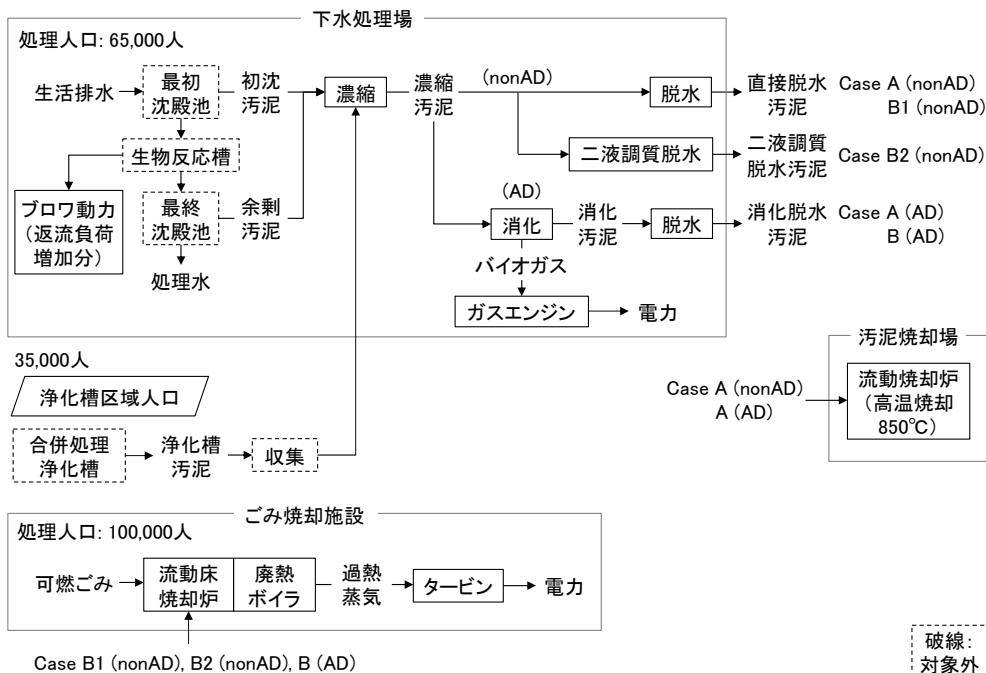 下水処理場
処理人口: 65,000人
生活排水
最初
沈殿池
初沈
汚泥
濃縮
濃縮
汚泥
(nonAD)
脱水
直接脱水
汚泥
Case A (nonAD)
B1 (nonAD)
生物反応槽
二液調質脱水
二液調質
脱水汚泥
Case B2 (nonAD)
ブロワ動力
(返流負荷
増加分)
最終
沈殿池
余剰
汚泥
(AD)
消化
消化
汚泥
脱水
消化脱水
汚泥
Case A (AD)
B (AD)
処理水
バイオガス
ガスエンジン
電力
35,000人
浄化槽区域人口
合併処理
浄化槽
浄化槽
汚泥
収集
汚泥焼却場
Case A (nonAD)
A (AD)
流動焼却炉
(高温焼却
850℃)
ごみ焼却施設
処理人口: 100,000人
可燃ごみ
流動床
焼却炉
廃熱
ボイラ
過熱
蒸気
タービン
電力
Case B1 (nonAD), B2 (nonAD), B (AD)
破線:
対象外